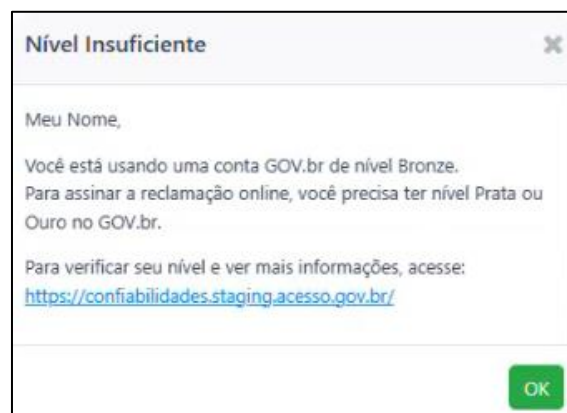 Nível Insuficiente
Meu Nome,
Você está usando uma conta GOV.br de nível Bronze.
Para assinar a reclamação online, você precisa ter nível Prata ou
Ouro no GOV.br.
Para verificar seu nível e ver mais informações, acesse:
https://confiabilidades.staging.acesso.gov.br/
OK